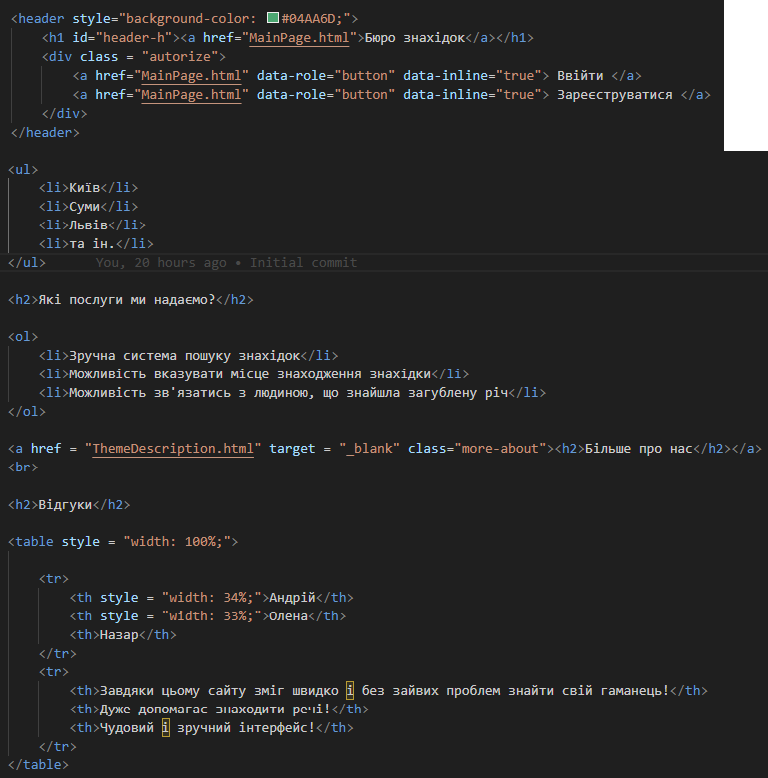 <header style="background-color: #04AA6D;">
<h1 id="header-h"><a href="MainPage.html">Бюро знахідок</a></h1>
<div class = "autorize">
<a href="MainPage.html" data-role="button" data-inline="true"> Ввійти </a>
<a href="MainPage.html" data-role="button" data-inline="true"> Зареєструватися </a>
</div>
</header>
<ul>
<li>Київ</li>
<li>Суми</li>
<li>Львів</li>
<li>та ін.</li>
</ul> You, 20 hours ago • Initial commit
<h2>Які послуги ми надаємо?</h2>
<ol>
<li>Зручна система пошуку знахідок</li>
<li>Можливість вказувати місце знаходження знахідки</li>
<li>Можливість зв'язатись з людиною, що знайшла загублену річ</li>
</ol>
<a href = "ThemeDescription.html" target = "_blank" class="more-about"><h2>Більше про нас</h2></a>
<br>
<h2>Відгуки</h2>
<table style = "width: 100%;">
<tr>
<th style = "width: 34%;">Андрій</th>
<th style = "width: 33%;">Олена</th>
<th>Назар</th>
</tr>
<tr>
<th>Завдяки цьому сайту зміг швидко і без зайвих проблем знайти свій гаманець!</th>
<th>Дуже допомагає знаходити речі!</th>
<th>Чудовий і зручний інтерфейс!</th>
</tr>
</table>